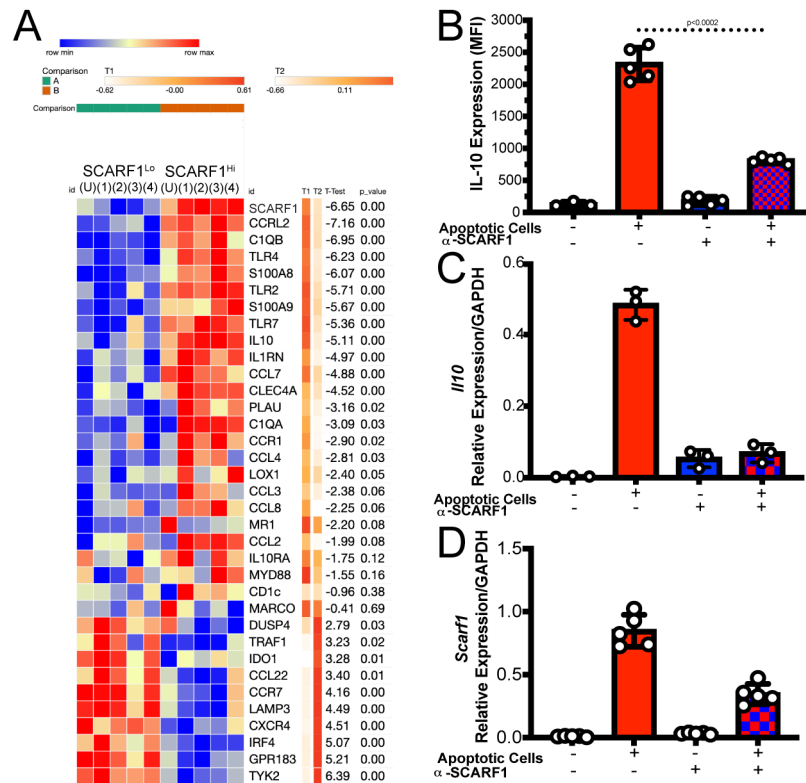 A
row min row max
Comparison
A
B
T1
-0.62 -0.00 0.61
T2
-0.66 0.11
Comparison
SCARF1Lo SCARF1Hi
id (U)(1)(2)(3)(4) (U)(1)(2)(3)(4) id T1 T2 T-Test p_value
SCARF1 -6.65 0.00
CCRL2 -7.16 0.00
C1QB -6.95 0.00
TLR4 -6.23 0.00
S100A8 -6.07 0.00
TLR2 -5.71 0.00
S100A9 -5.67 0.00
TLR7 -5.36 0.00
IL10 -5.11 0.00
IL1RN -4.97 0.00
CCL7 -4.88 0.00
CLEC4A -4.52 0.00
PLAU -3.16 0.02
C1QA -3.09 0.03
CCR1 -2.90 0.02
CCL4 -2.81 0.03
LOX1 -2.40 0.05
CCL3 -2.38 0.06
CCL8 -2.25 0.06
MR1 -2.20 0.08
CCL2 -1.99 0.08
IL10RA -1.75 0.12
MYD88 -1.55 0.16
CD1c -0.96 0.38
MARCO -0.41 0.69
DUSP4 2.79 0.03
TRAF1 3.23 0.02
IDO1 3.28 0.01
CCL22 3.40 0.01
CCR7 4.16 0.00
LAMP3 4.49 0.00
CXCR4 4.51 0.00
IRF4 5.07 0.00
GPR183 5.21 0.00
TYK2 6.39 0.00
B
IL-10 Expression (MFI)
3000
2500
2000
1500
1000
500
0
p<0.0002
Apoptotic Cells - + - +
α-SCARF1 - - + +
C
Il10
Relative Expression/GAPDH
0.6
0.4
0.2
0.0
Apoptotic Cells - + - +
α-SCARF1 - - + +
D
Scarf1
Relative Expression/GAPDH
1.5
1.0
0.5
0.0
Apoptotic Cells - + - +
α-SCARF1 - - + +